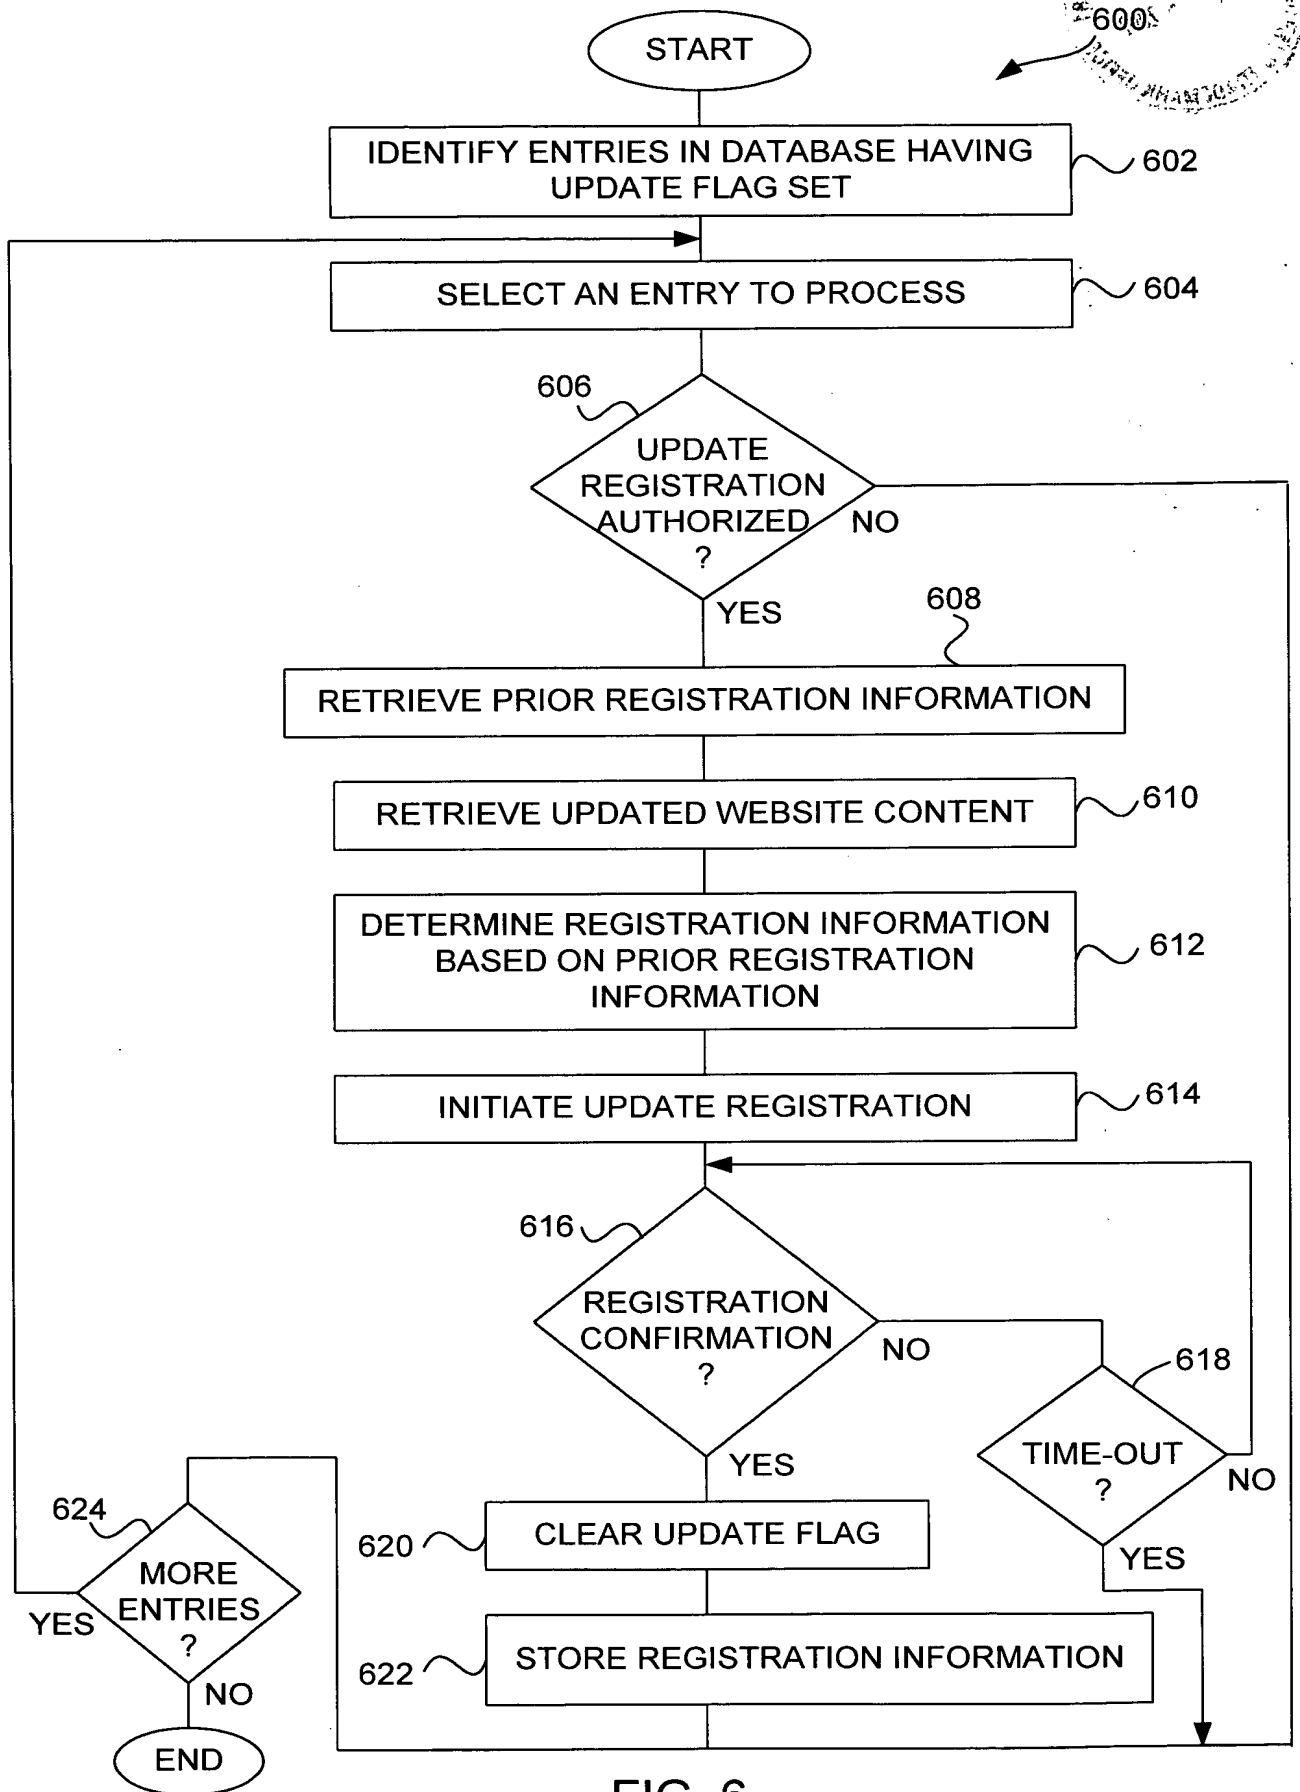 600
START
IDENTIFY ENTRIES IN DATABASE HAVING
UPDATE FLAG SET
602
SELECT AN ENTRY TO PROCESS
604
606
UPDATE
REGISTRATION
AUTHORIZED
?
NO
YES
608
RETRIEVE PRIOR REGISTRATION INFORMATION
RETRIEVE UPDATED WEBSITE CONTENT
610
DETERMINE REGISTRATION INFORMATION
BASED ON PRIOR REGISTRATION
INFORMATION
612
INITIATE UPDATE REGISTRATION
614
616
REGISTRATION
CONFIRMATION
?
NO
YES
618
TIME-OUT
?
NO
YES
620
CLEAR UPDATE FLAG
622
STORE REGISTRATION INFORMATION
624
MORE
ENTRIES
?
YES
NO
END
FIG. 6